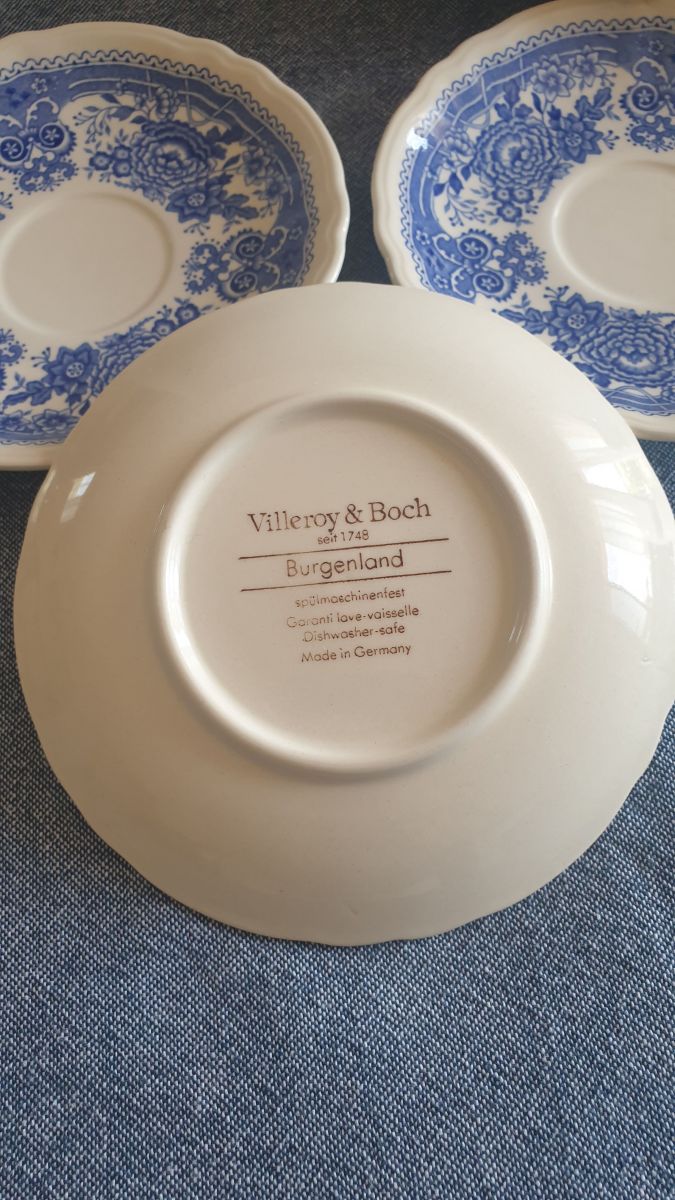 Villeroy & Boch
seit 1748
Burgenland
spülmaschinenfest
Garanti lave-vaisselle
Dishwasher-safe
Made in Germany